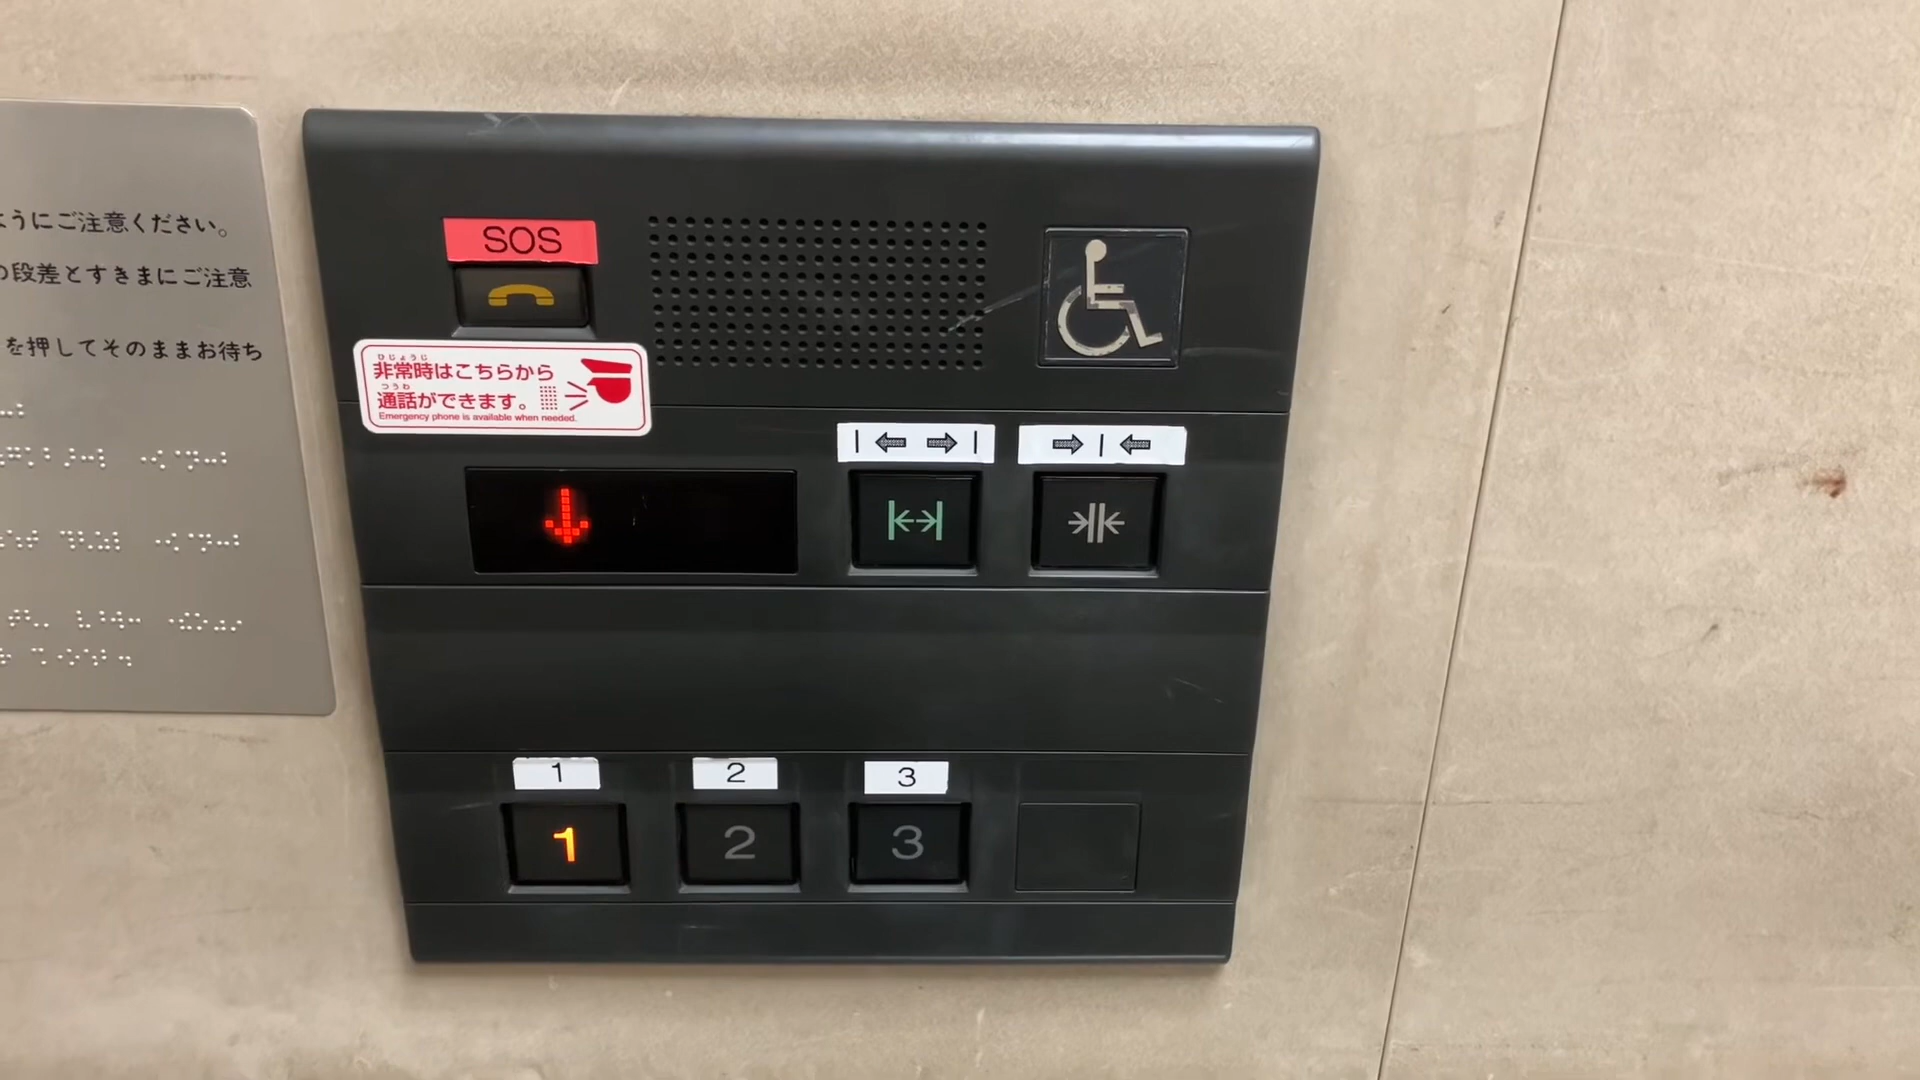 ようにご注意ください。
の段差とすきまにご注意
を押してそのままお待ち
SOS
ひじょうじ
非常時はこちらから
つうわ
通話ができます。
Emergency phone is available when needed.
1 2 3
1 2 3